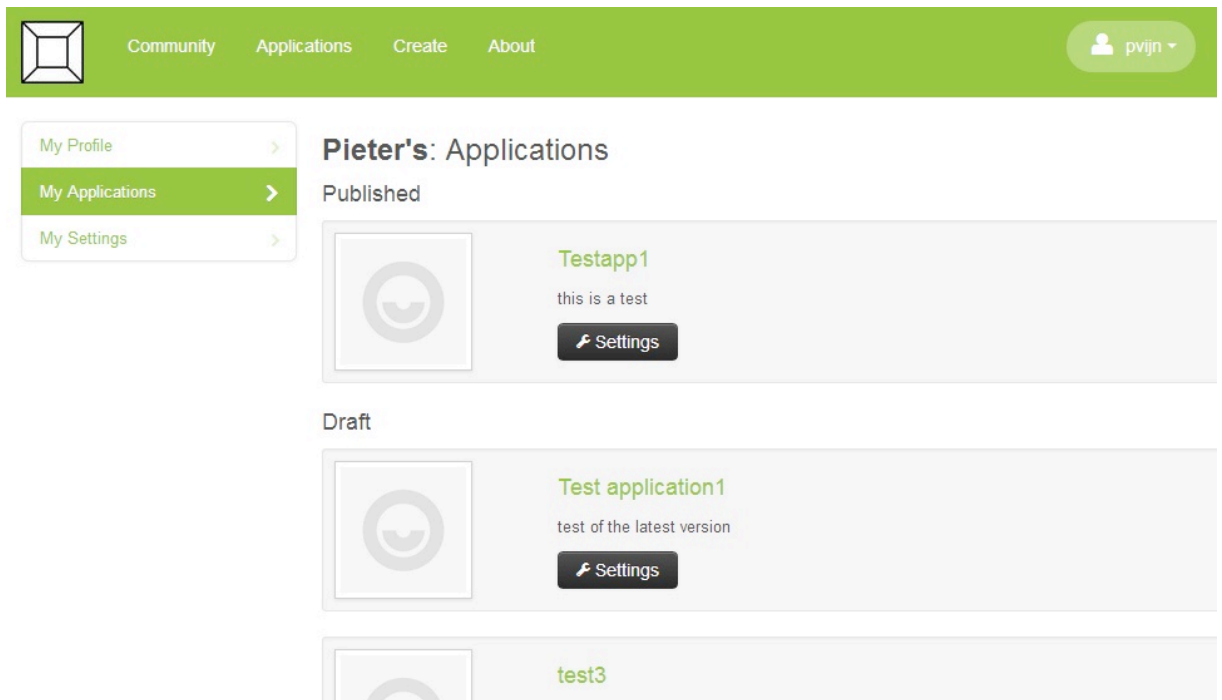 Community Applications Create About pvijn
My Profile
My Applications
My Settings
Pieter's: Applications
Published
Testapp1
this is a test
Settings
Draft
Test application1
test of the latest version
Settings
test3